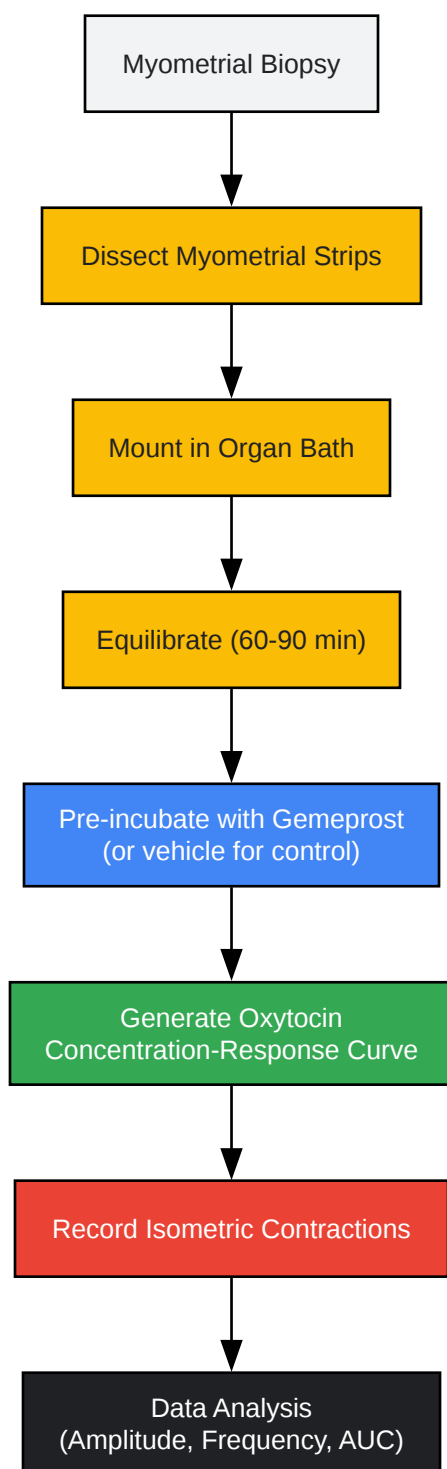 Myometrial Biopsy
Dissect Myometrial Strips
Mount in Organ Bath
Equilibrate (60-90 min)
Pre-incubate with Gemeprost
(or vehicle for control)
Generate Oxytocin
Concentration-Response Curve
Record Isometric Contractions
Data Analysis
(Amplitude, Frequency, AUC)